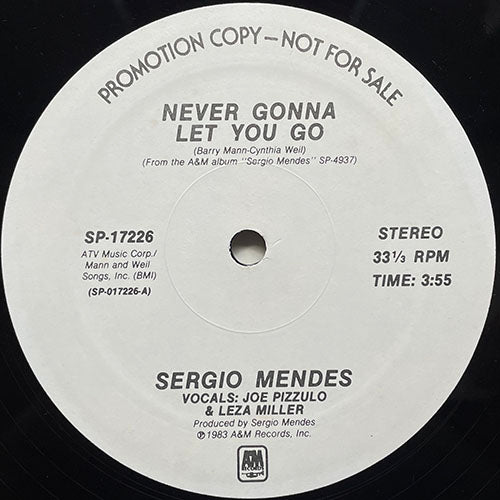 PROMOTION COPY — NOT FOR SALE
NEVER GONNA
LET YOU GO
(Barry Mann-Cynthia Weil)
(From the A&M album "Sergio Mendes" SP-4937)
SP-17226
ATV Music Corp./
Mann and Weil
Songs, Inc. (BMI)
(SP-017226-A)
STEREO
33⅓ RPM
TIME: 3:55
SERGIO MENDES
VOCALS: JOE PIZZULO
& LEZA MILLER
Produced by Sergio Mendes
℗1983 A&M Records, Inc.
A&M
RECORDS